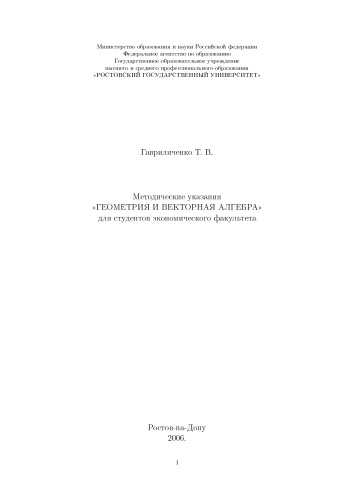 Министерство образования и науки Российской федерации
Федеральное агентство по образованию
Государственное образовательное учреждение
высшего и среднего профессионального образования
«РОСТОВСКИЙ ГОСУДАРСТВЕННЫЙ УНИВЕРСИТЕТ»
Гавриляченко Т. В.
Методические указания
«ГЕОМЕТРИЯ И ВЕКТОРНАЯ АЛГЕБРА»
для студентов экономического факультета
Ростов-на-Дону
2006.
1